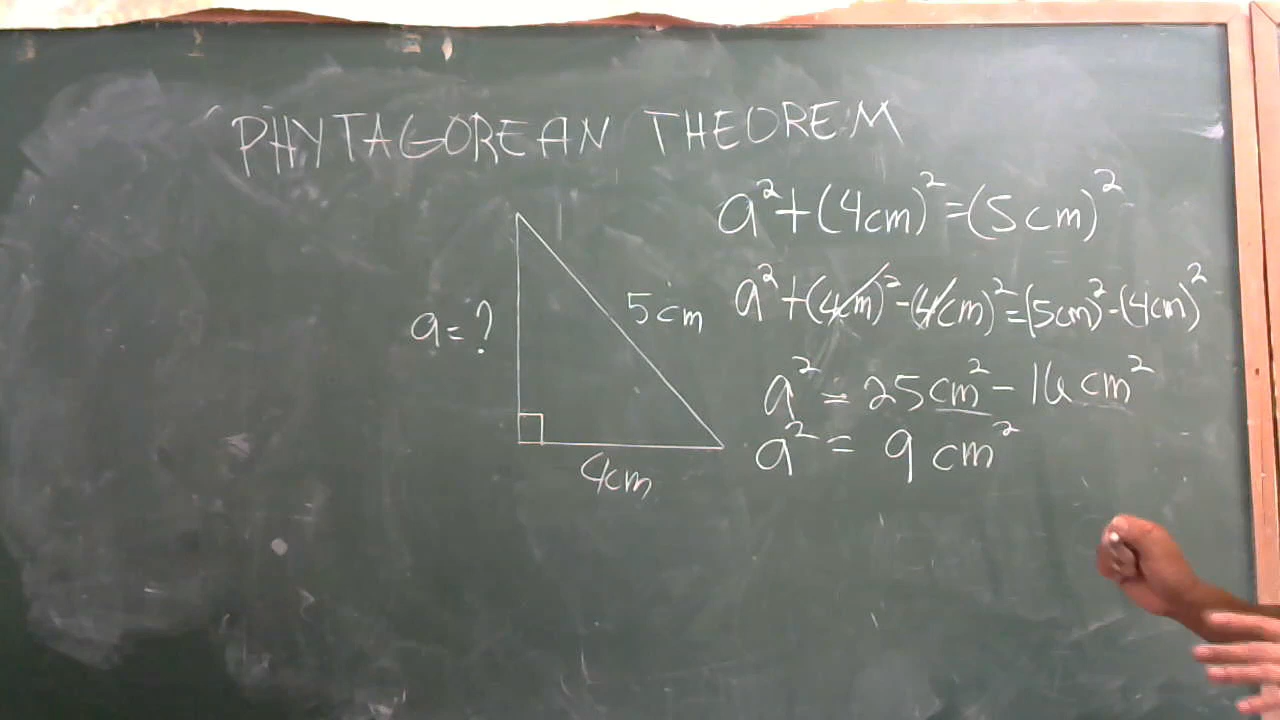 PHYTAGOREAN THEOREM
a²+(4cm)²=(5cm)²
a²+(4cm)²-(4cm)²=(5cm)²-(4cm)²
a=?
5cm
a² = 25cm² - 16cm²
a² = 9cm²
4cm